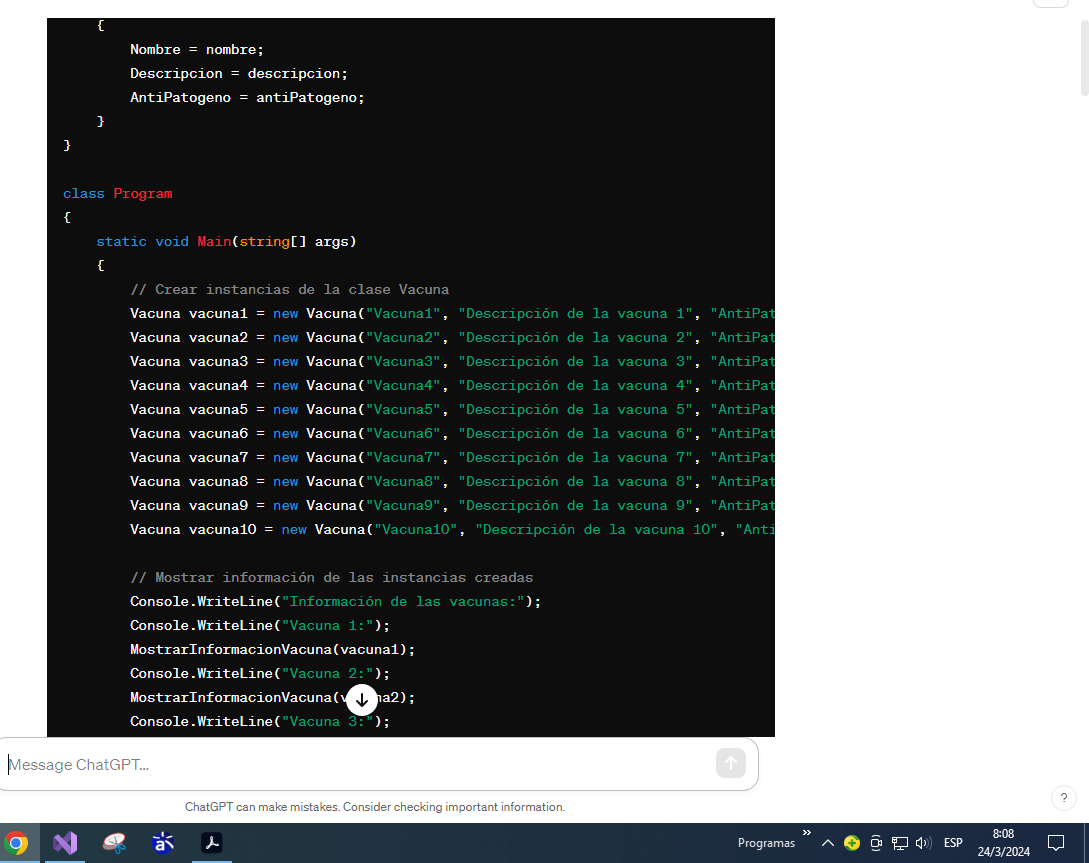 {
Nombre = nombre;
Descripcion = descripcion;
AntiPatogeno = antiPatogeno;
}
}
class Program
{
static void Main(string[] args)
{
// Crear instancias de la clase Vacuna
Vacuna vacuna1 = new Vacuna("Vacuna1", "Descripción de la vacuna 1", "AntiPat
Vacuna vacuna2 = new Vacuna("Vacuna2", "Descripción de la vacuna 2", "AntiPat
Vacuna vacuna3 = new Vacuna("Vacuna3", "Descripción de la vacuna 3", "AntiPat
Vacuna vacuna4 = new Vacuna("Vacuna4", "Descripción de la vacuna 4", "AntiPat
Vacuna vacuna5 = new Vacuna("Vacuna5", "Descripción de la vacuna 5", "AntiPat
Vacuna vacuna6 = new Vacuna("Vacuna6", "Descripción de la vacuna 6", "AntiPat
Vacuna vacuna7 = new Vacuna("Vacuna7", "Descripción de la vacuna 7", "AntiPat
Vacuna vacuna8 = new Vacuna("Vacuna8", "Descripción de la vacuna 8", "AntiPat
Vacuna vacuna9 = new Vacuna("Vacuna9", "Descripción de la vacuna 9", "AntiPat
Vacuna vacuna10 = new Vacuna("Vacuna10", "Descripción de la vacuna 10", "Anti
// Mostrar información de las instancias creadas
Console.WriteLine("Información de las vacunas:");
Console.WriteLine("Vacuna 1:");
MostrarInformacionVacuna(vacuna1);
Console.WriteLine("Vacuna 2:");
MostrarInformacionVacuna(v na2);
Console.WriteLine("Vacuna 3:");
Message ChatGPT...
ChatGPT can make mistakes. Consider checking important information.
?
Programas
ESP
8:08
24/3/2024